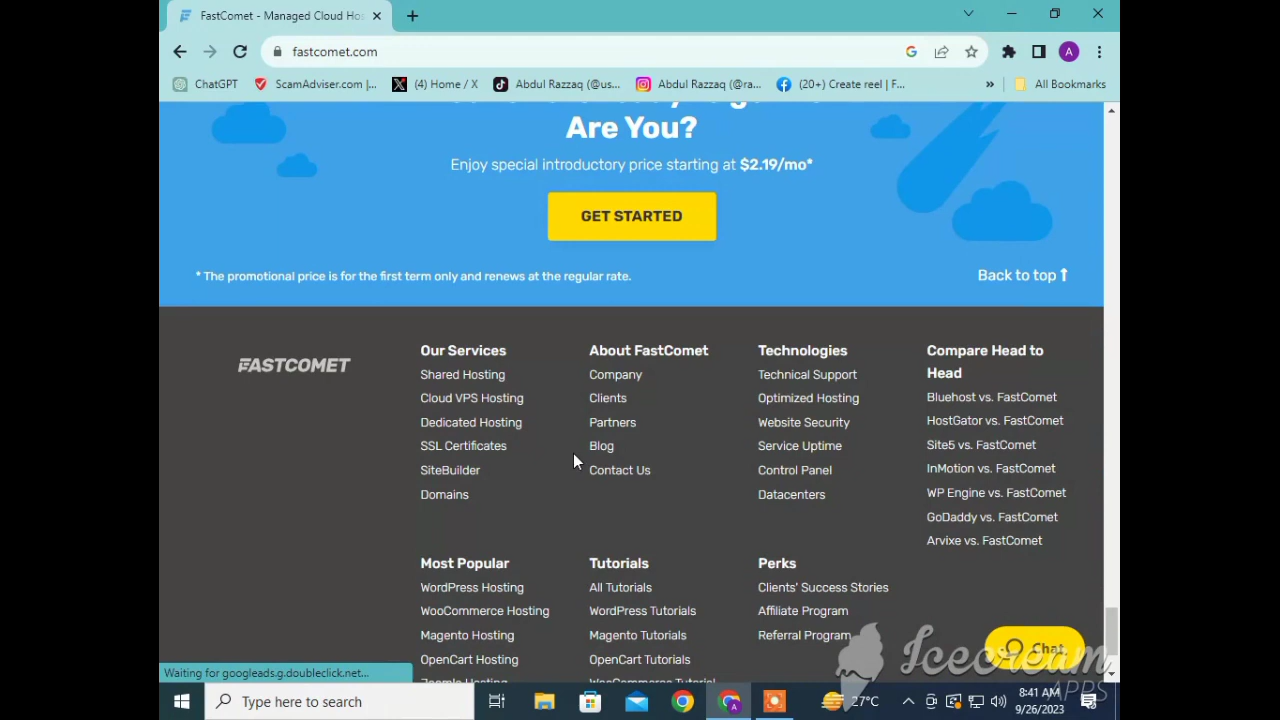 FastComet - Managed Cloud Ho
fastcomet.com
ChatGPT
ScamAdviser.com |...
(4) Home / X
Abdul Razzaq (@us...
Abdul Razzaq (@ra...
(20+) Create reel | F...
»
All Bookmarks
A
Are You?
Enjoy special introductory price starting at $2.19/mo*
GET STARTED
* The promotional price is for the first term only and renews at the regular rate.
Back to top
FASTCOMET
Our Services
Shared Hosting
Cloud VPS Hosting
Dedicated Hosting
SSL Certificates
SiteBuilder
Domains
About FastComet
Company
Clients
Partners
Blog
Contact Us
Technologies
Technical Support
Optimized Hosting
Website Security
Service Uptime
Control Panel
Datacenters
Compare Head to
Head
Bluehost vs. FastComet
HostGator vs. FastComet
Site5 vs. FastComet
InMotion vs. FastComet
WP Engine vs. FastComet
GoDaddy vs. FastComet
Arvixe vs. FastComet
Most Popular
WordPress Hosting
WooCommerce Hosting
Magento Hosting
OpenCart Hosting
Joomla Hosting
Tutorials
All Tutorials
WordPress Tutorials
Magento Tutorials
OpenCart Tutorials
WooCommerce Tutorial
Perks
Clients' Success Stories
Affiliate Program
Referral Program
Chat
Icecream
APPS
Waiting for googleads.g.doubleclick.net...
Type here to search
27°C
8:41 AM
9/26/2023